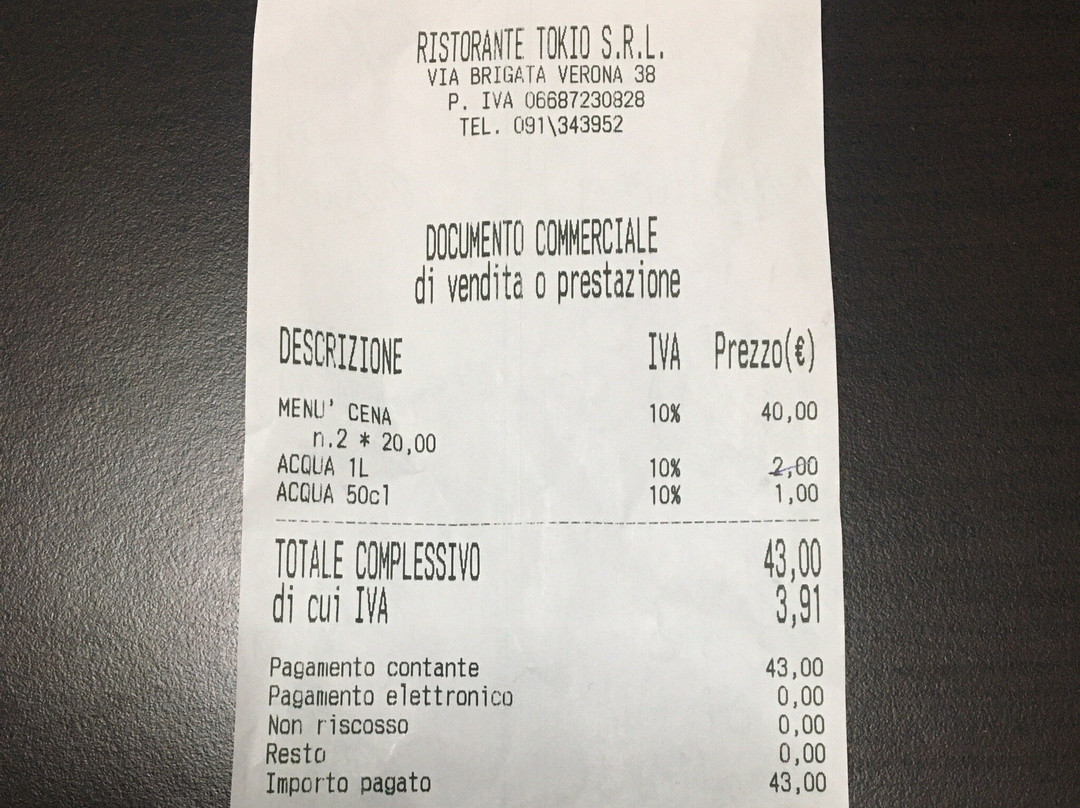 RISTORANTE TOKIO S.R.L.
VIA BRIGATA VERONA 38
P. IVA 06687230828
TEL. 091\343952
DOCUMENTO COMMERCIALE
di vendita o prestazione
DESCRIZIONE IVA Prezzo(€)
MENU' CENA 10% 40,00
n.2 * 20,00
ACQUA 1L 10% 2,00
ACQUA 50cl 10% 1,00
TOTALE COMPLESSIVO 43,00
di cui IVA 3,91
Pagamento contante 43,00
Pagamento elettronico 0,00
Non riscosso 0,00
Resto 0,00
Importo pagato 43,00